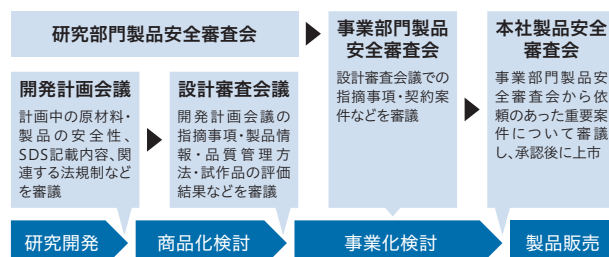 研究部門製品安全審査会
開発計画会議
計画中の原材料・
製品の安全性、
SDS記載内容、関
連する法規制など
を審議
設計審査会議
開発計画会議の
指摘事項・製品情
報・品質管理方
法・試作品の評価
結果などを審議
事業部門製品
安全審査会
設計審査会議での
指摘事項・契約案
件などを審議
本社製品安全
審査会
事業部門製品安
全審査会から依
頼のあった重要案
件について審議
し、承認後に上市
研究開発
商品化検討
事業化検討
製品販売